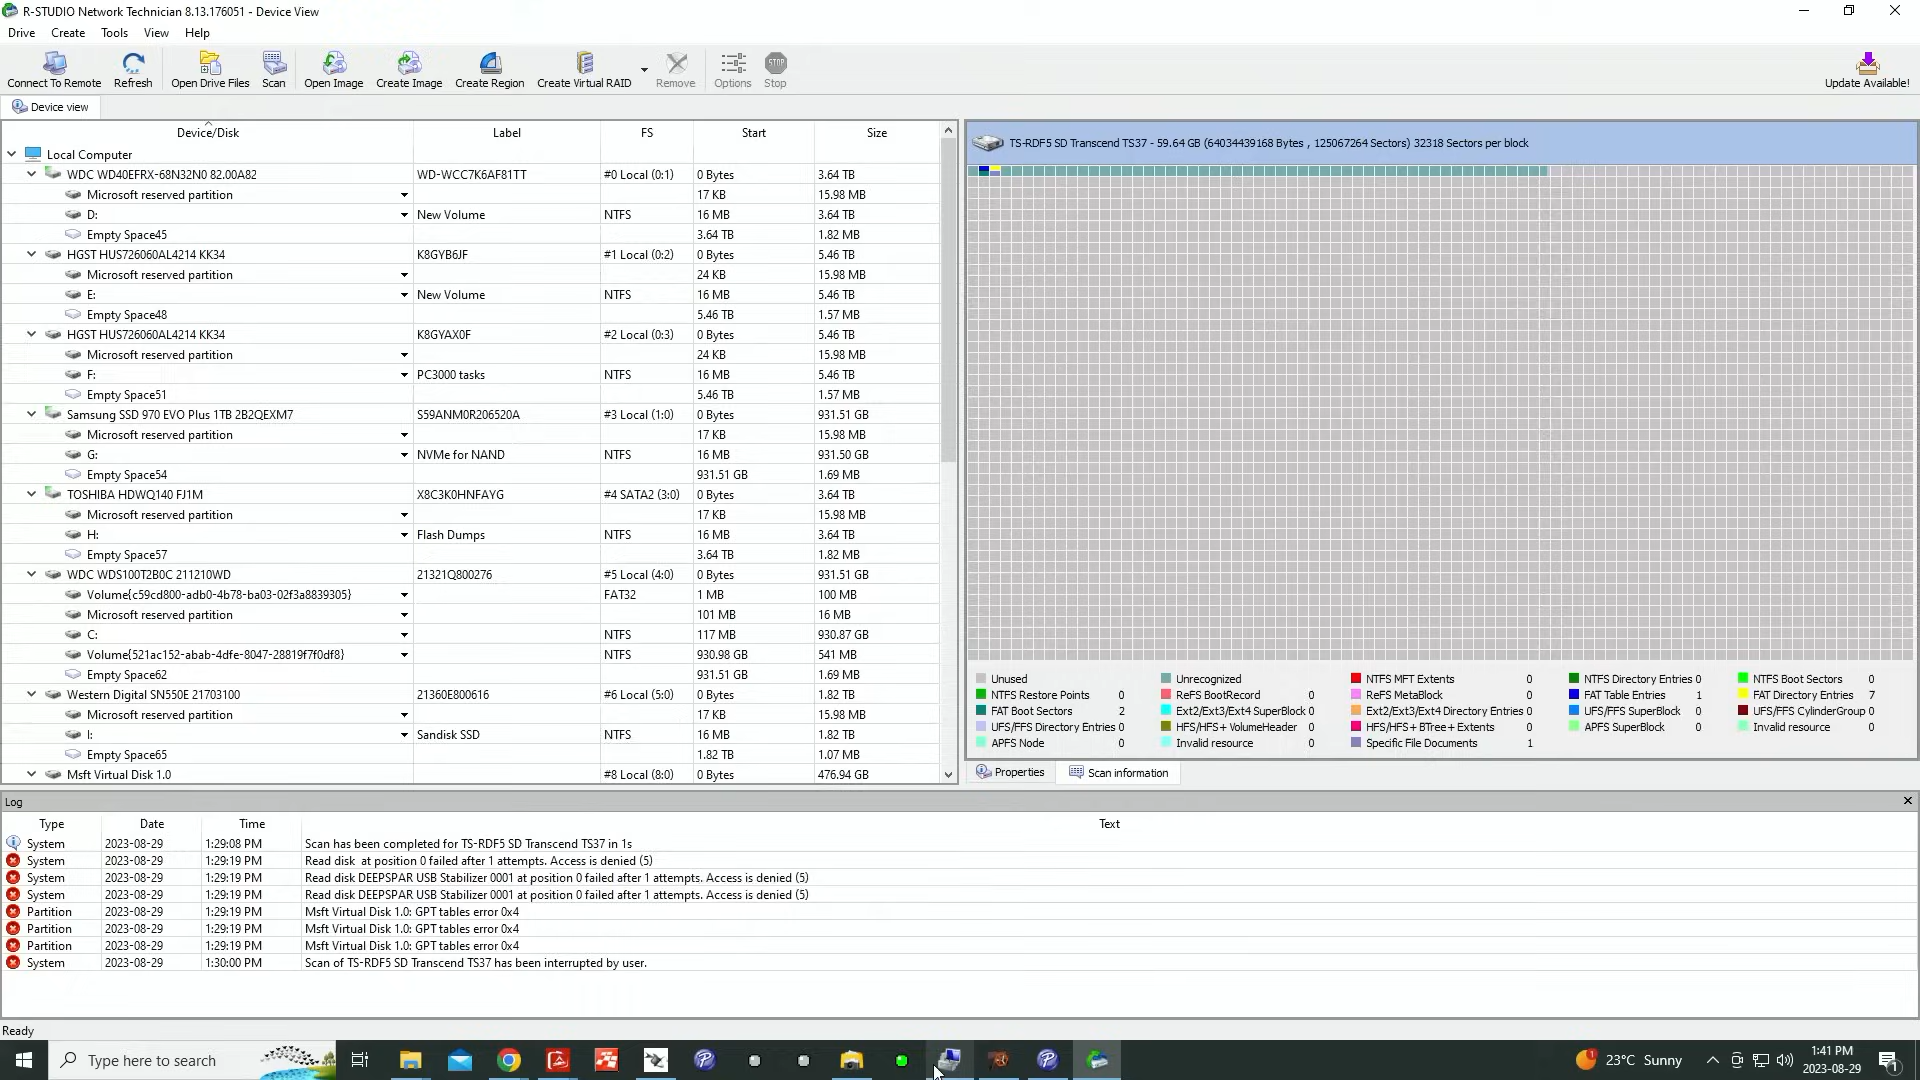 R-STUDIO Network Technician 8.13.176051 - Device View
Drive Create Tools View Help
Connect To Remote Refresh Open Drive Files Scan Open Image Create Image Create Region Create Virtual RAID Remove Options Stop Update Available!
Device view
Device/Disk Label FS Start Size
Local Computer
WDC WD40EFRX-68N32N0 82.00A82 WD-WCC7K6AF81TT #0 Local (0:1) 0 Bytes 3.64 TB
Microsoft reserved partition 17 KB 15.98 MB
D: New Volume NTFS 16 MB 3.64 TB
Empty Space45 3.64 TB 1.82 MB
HGST HUS726060AL4214 KK34 K8GYB6JF #1 Local (0:2) 0 Bytes 5.46 TB
Microsoft reserved partition 24 KB 15.98 MB
E: New Volume NTFS 16 MB 5.46 TB
Empty Space48 5.46 TB 1.57 MB
HGST HUS726060AL4214 KK34 K8GYAX0F #2 Local (0:3) 0 Bytes 5.46 TB
Microsoft reserved partition 24 KB 15.98 MB
F: PC3000 tasks NTFS 16 MB 5.46 TB
Empty Space51 5.46 TB 1.57 MB
Samsung SSD 970 EVO Plus 1TB 2B2QEXM7 S59ANM0R206520A #3 Local (1:0) 0 Bytes 931.51 GB
Microsoft reserved partition 17 KB 15.98 MB
G: NVMe for NAND NTFS 16 MB 931.50 GB
Empty Space54 931.51 GB 1.69 MB
TOSHIBA HDWQ140 FJ1M X8C3K0HNFAYG #4 SATA2 (3:0) 0 Bytes 3.64 TB
Microsoft reserved partition 17 KB 15.98 MB
H: Flash Dumps NTFS 16 MB 3.64 TB
Empty Space57 3.64 TB 1.82 MB
WDC WDS100T2B0C 211210WD 21321Q800276 #5 Local (4:0) 0 Bytes 931.51 GB
Volume{c59cd800-adb0-4b78-ba03-02f3a8839305} FAT32 1 MB 100 MB
Microsoft reserved partition 101 MB 16 MB
C: NTFS 117 MB 930.87 GB
Volume{521ac152-abab-4dfe-8047-28819f7f0df8} NTFS 930.98 GB 541 MB
Empty Space62 931.51 GB 1.69 MB
Western Digital SN550E 21703100 21360E800616 #6 Local (5:0) 0 Bytes 1.82 TB
Microsoft reserved partition 17 KB 15.98 MB
I: Sandisk SSD NTFS 16 MB 1.82 TB
Empty Space65 1.82 TB 1.07 MB
Msft Virtual Disk 1.0 #8 Local (8:0) 0 Bytes 476.94 GB
TS-RDF5 SD Transcend TS37 - 59.64 GB (64034439168 Bytes , 125067264 Sectors) 32318 Sectors per block
Unused Unrecognized NTFS MFT Extents 0 NTFS Directory Entries 0 NTFS Boot Sectors 0
NTFS Restore Points 0 ReFS BootRecord 0 ReFS MetaBlock 0 FAT Table Entries 1 FAT Directory Entries 7
FAT Boot Sectors 2 Ext2/Ext3/Ext4 SuperBlock 0 Ext2/Ext3/Ext4 Directory Entries 0 UFS/FFS SuperBlock 0 UFS/FFS CylinderGroup 0
UFS/FFS Directory Entries 0 HFS/HFS+ VolumeHeader 0 HFS/HFS+ BTree+ Extents 0 APFS SuperBlock 0 Invalid resource 0
APFS Node 0 Invalid resource 0 Specific File Documents 1
Properties Scan information
Log
Type Date Time Text
System 2023-08-29 1:29:08 PM Scan has been completed for TS-RDF5 SD Transcend TS37 in 1s
System 2023-08-29 1:29:19 PM Read disk at position 0 failed after 1 attempts. Access is denied (5)
System 2023-08-29 1:29:19 PM Read disk DEEPSPAR USB Stabilizer 0001 at position 0 failed after 1 attempts. Access is denied (5)
System 2023-08-29 1:29:19 PM Read disk DEEPSPAR USB Stabilizer 0001 at position 0 failed after 1 attempts. Access is denied (5)
Partition 2023-08-29 1:29:19 PM Msft Virtual Disk 1.0: GPT tables error 0x4
Partition 2023-08-29 1:29:19 PM Msft Virtual Disk 1.0: GPT tables error 0x4
Partition 2023-08-29 1:29:19 PM Msft Virtual Disk 1.0: GPT tables error 0x4
System 2023-08-29 1:30:00 PM Scan of TS-RDF5 SD Transcend TS37 has been interrupted by user.
Ready
Type here to search 23°C Sunny 1:41 PM
2023-08-29